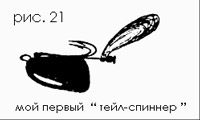 рис. 21
мой первый “ тейл-спиннер ”